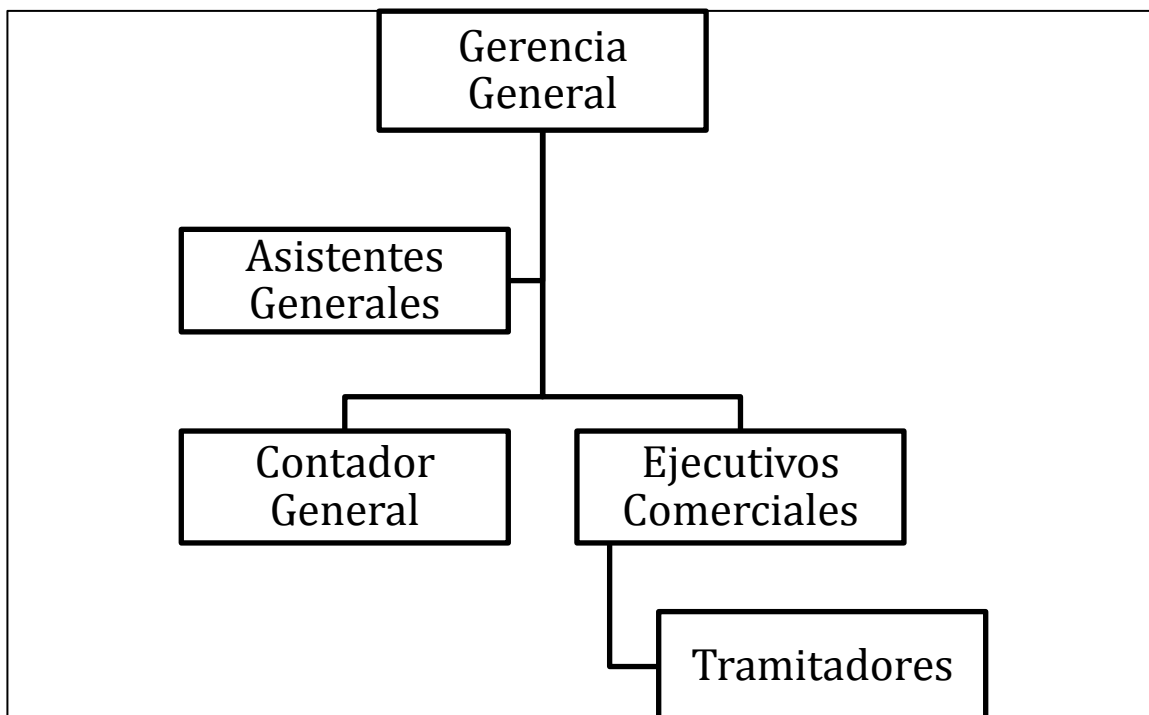 Gerencia
General
Asistentes
Generales
Contador
General
Ejecutivos
Comerciales
Tramitadores